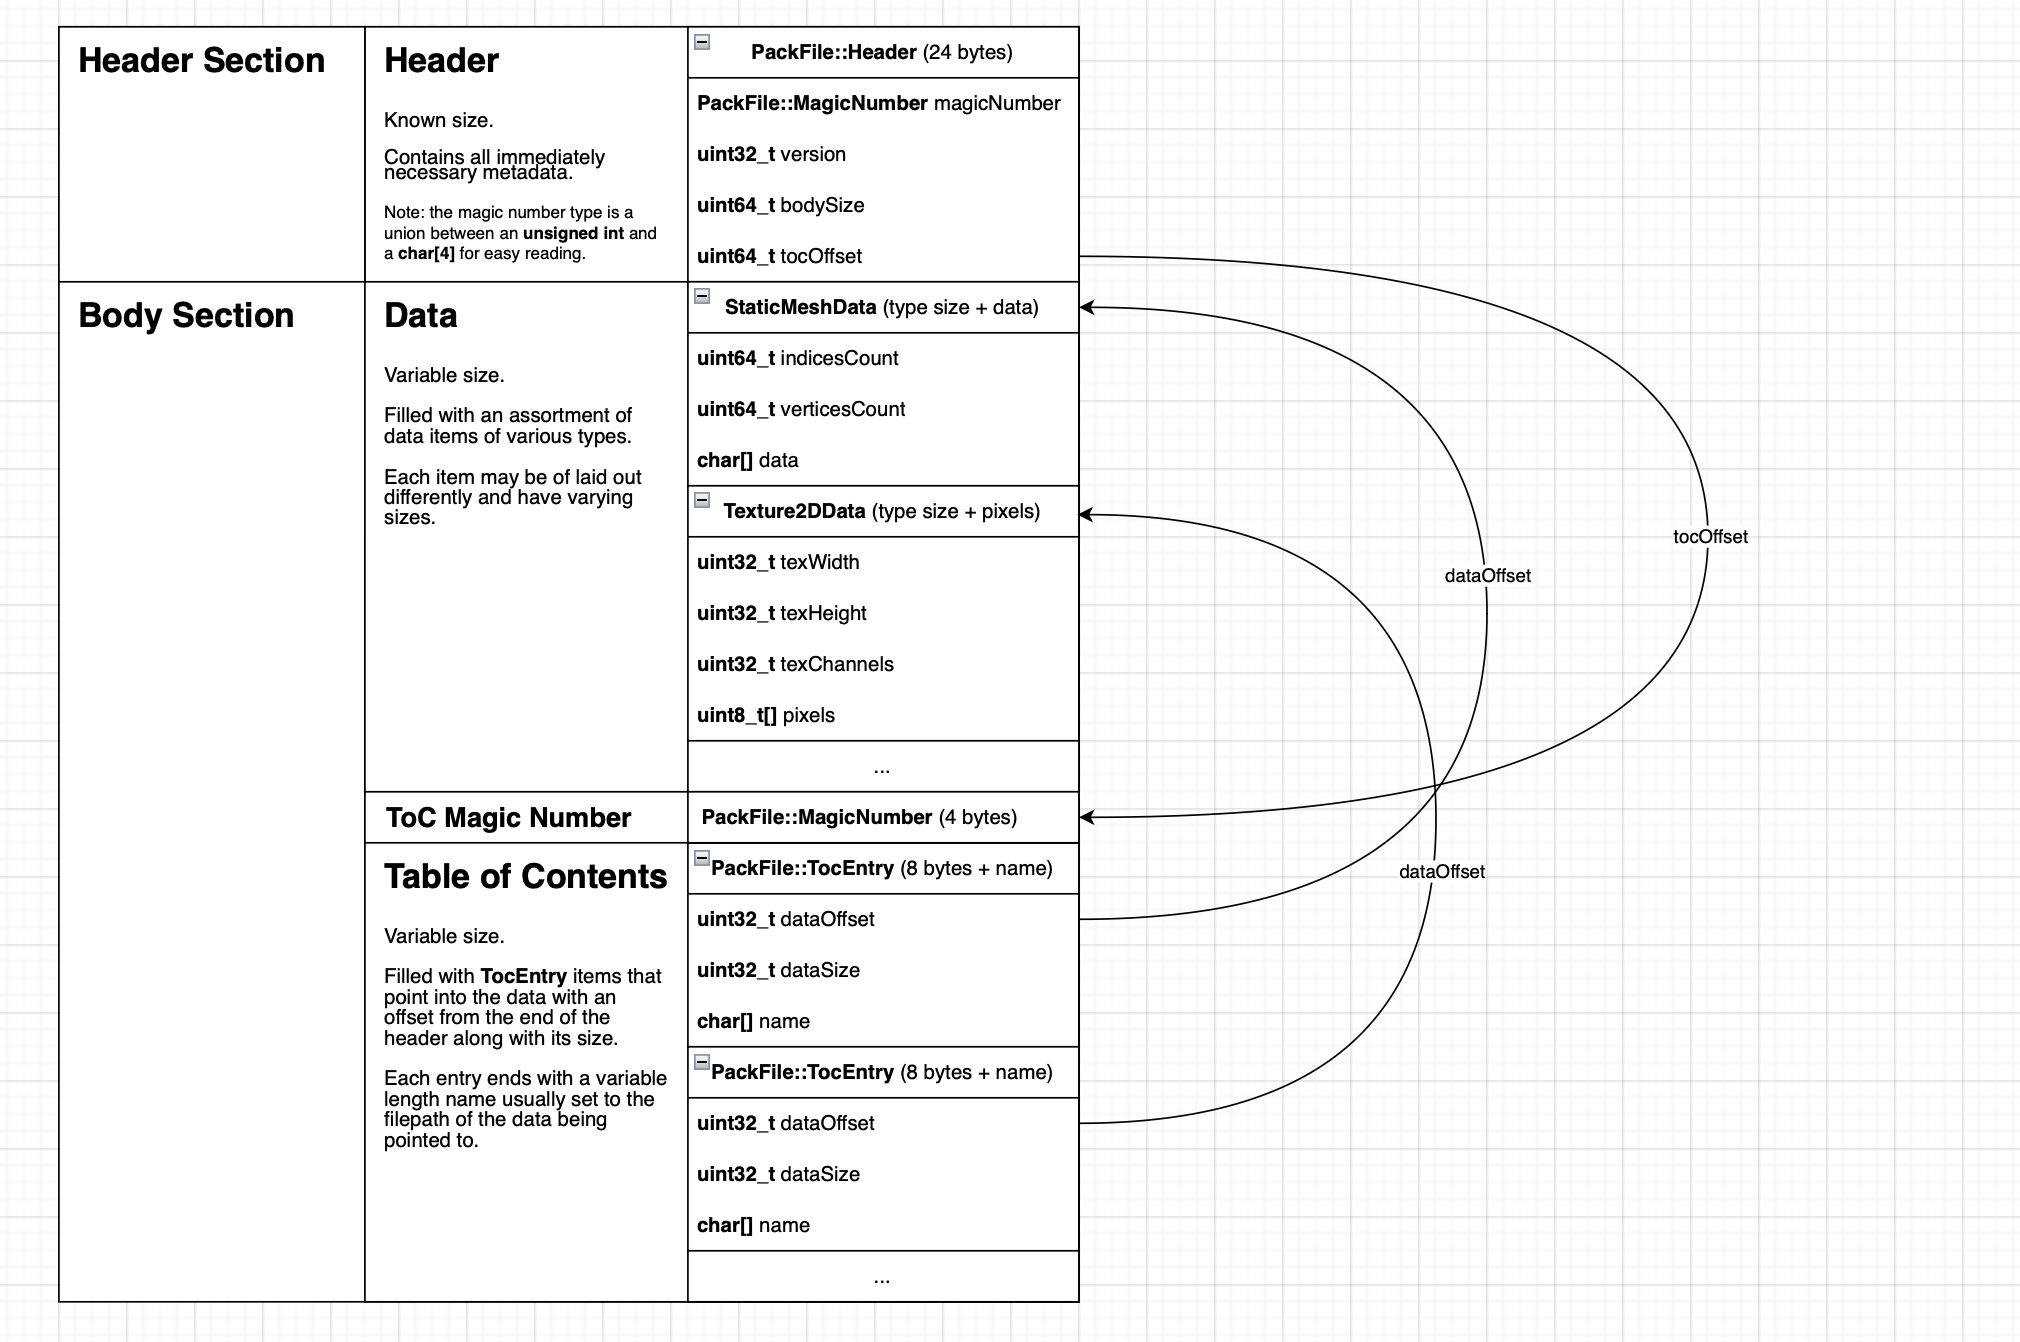 Header Section
Header
Known size.
Contains all immediately
necessary metadata.
Note: the magic number type is a
union between an unsigned int and
a char[4] for easy reading.
PackFile::Header (24 bytes)
PackFile::MagicNumber magicNumber
uint32_t version
uint64_t bodySize
uint64_t tocOffset
Body Section
Data
Variable size.
Filled with an assortment of
data items of various types.
Each item may be of laid out
differently and have varying
sizes.
StaticMeshData (type size + data)
uint64_t indicesCount
uint64_t verticesCount
char[] data
Texture2DData (type size + pixels)
uint32_t texWidth
uint32_t texHeight
uint32_t texChannels
uint8_t[] pixels
...
ToC Magic Number
PackFile::MagicNumber (4 bytes)
Table of Contents
Variable size.
Filled with TocEntry items that
point into the data with an
offset from the end of the
header along with its size.
Each entry ends with a variable
length name usually set to the
filepath of the data being
pointed to.
PackFile::TocEntry (8 bytes + name)
uint32_t dataOffset
uint32_t dataSize
char[] name
PackFile::TocEntry (8 bytes + name)
uint32_t dataOffset
uint32_t dataSize
char[] name
...
tocOffset
dataOffset
dataOffset